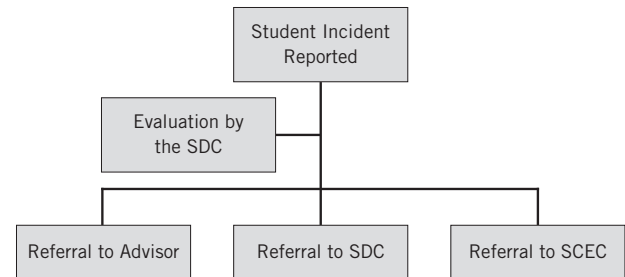 Student Incident
Reported
Evaluation by
the SDC
Referral to Advisor
Referral to SDC
Referral to SCEC